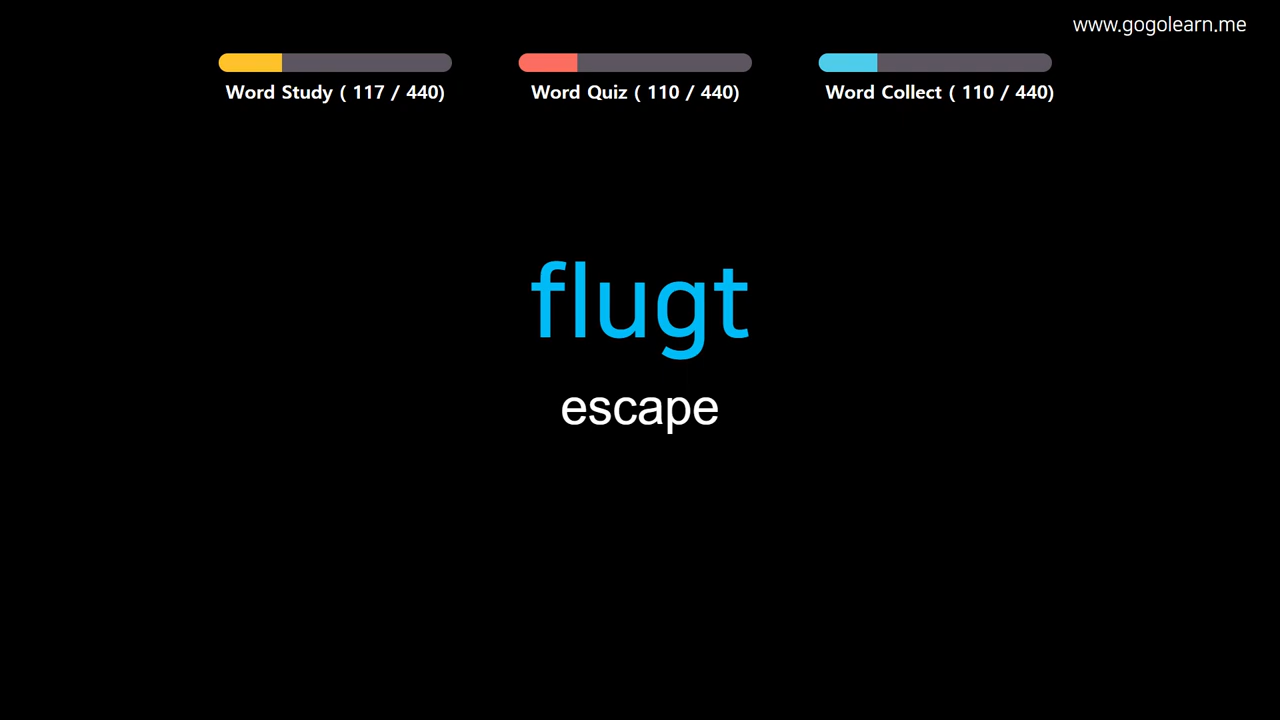 www.gogolearn.me
Word Study ( 117 / 440)
Word Quiz ( 110 / 440)
Word Collect ( 110 / 440)
flugt
escape